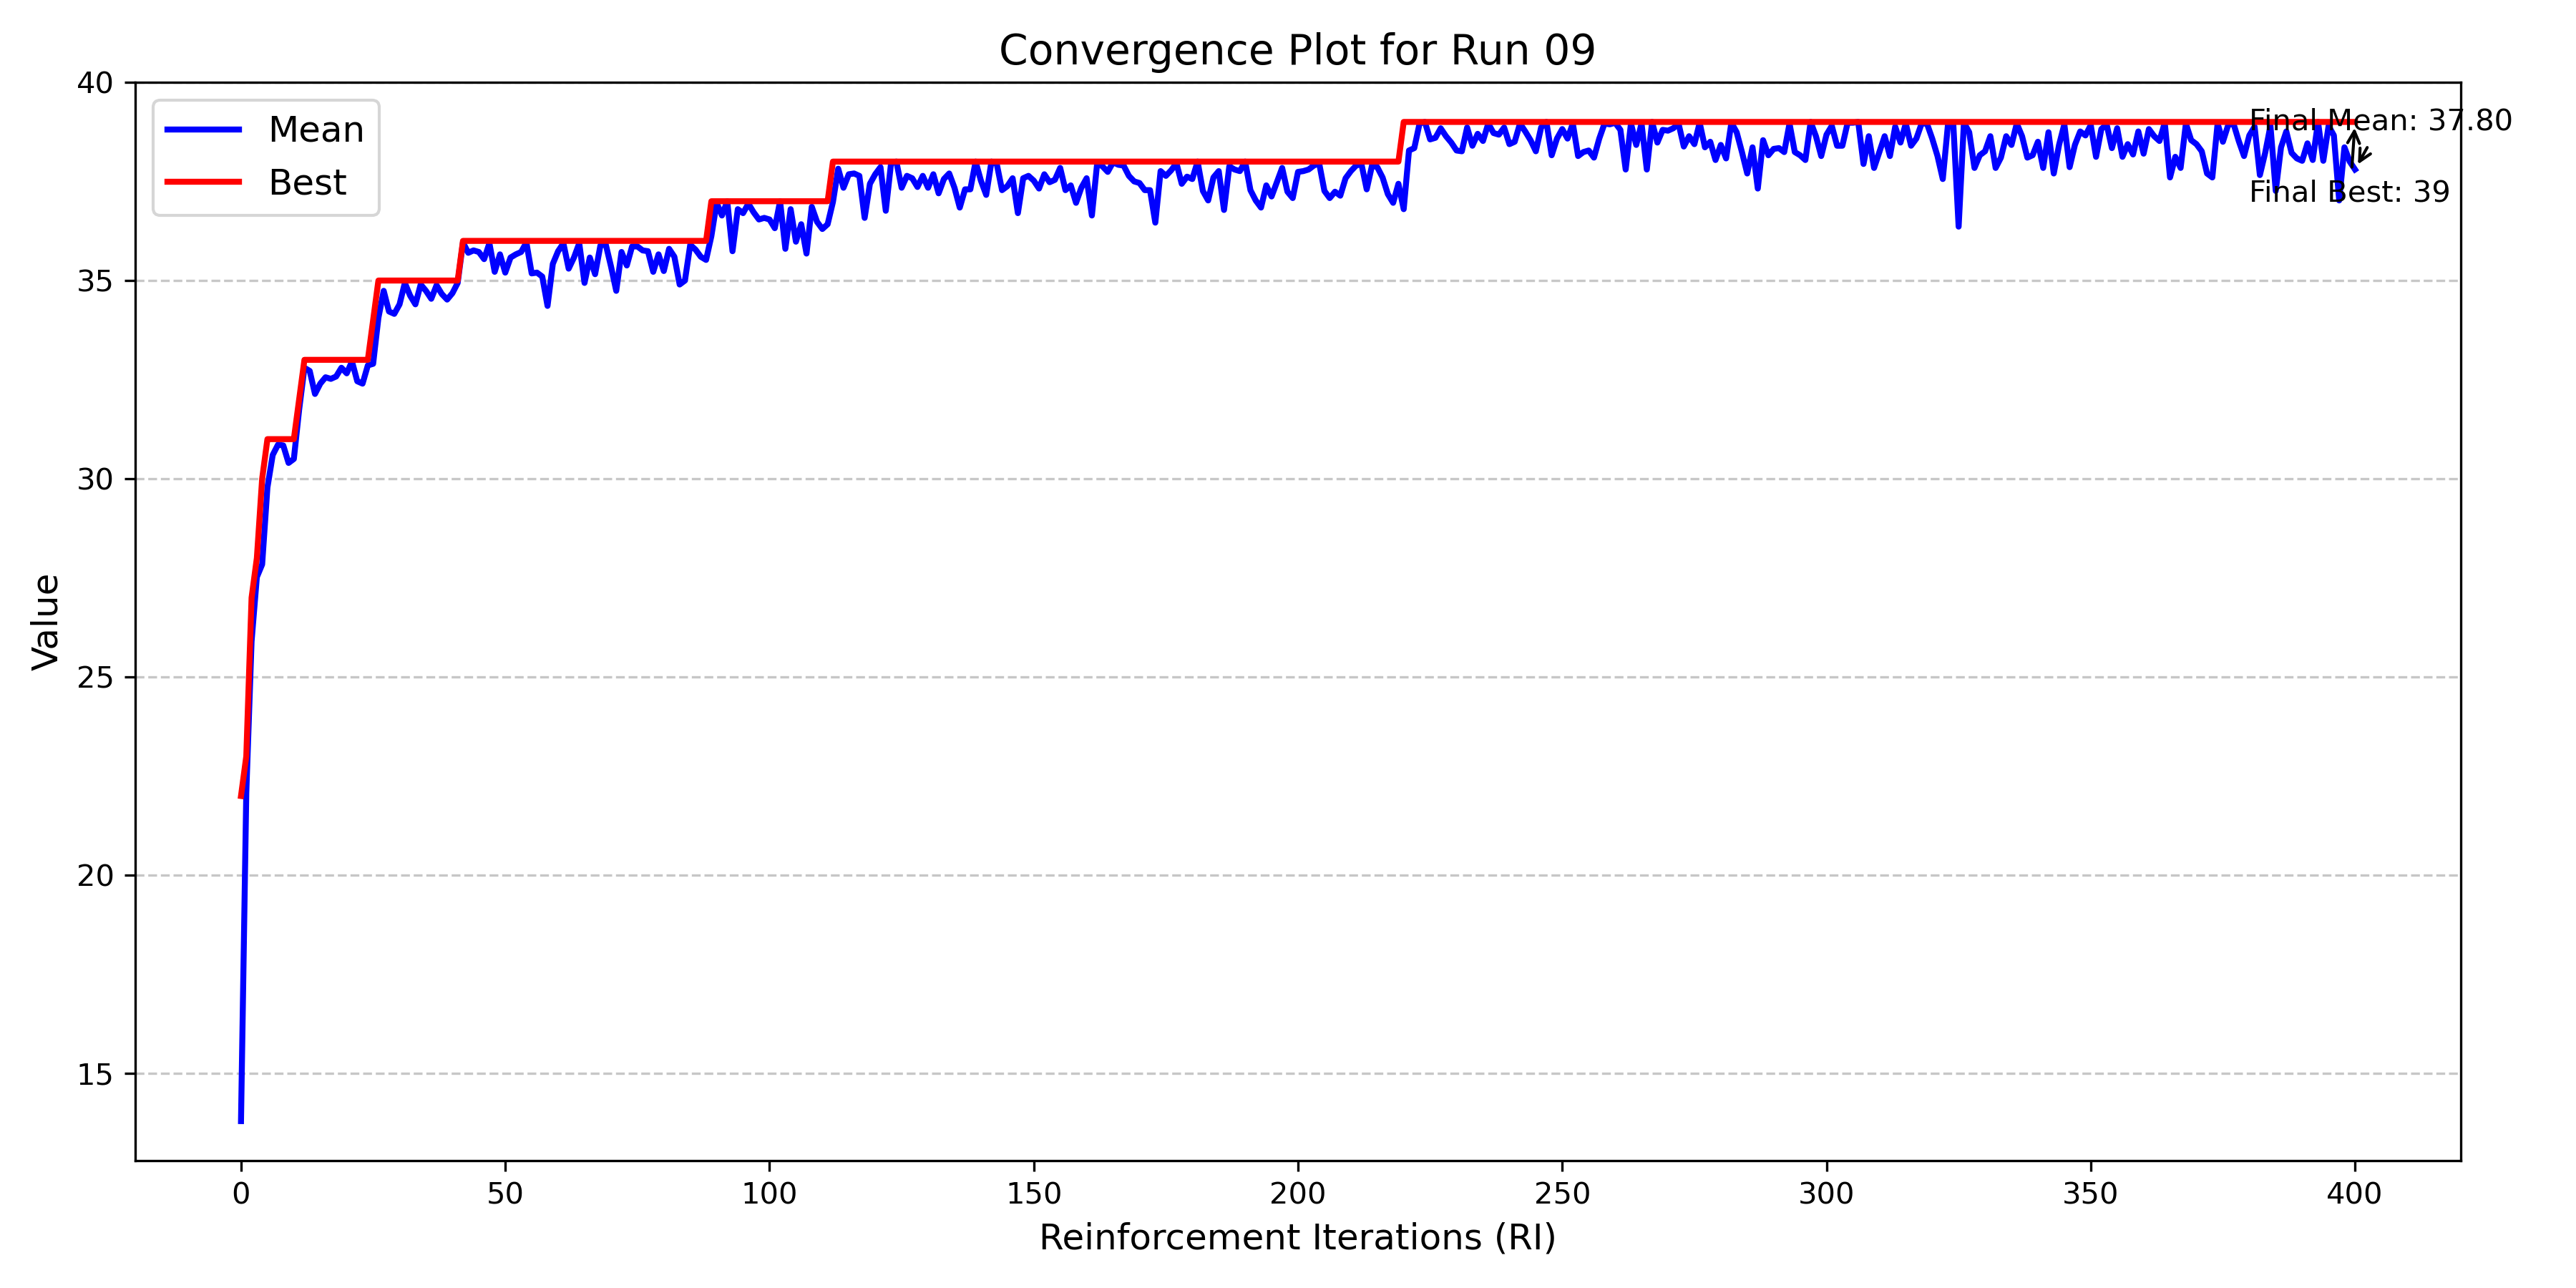 Convergence Plot for Run 09
Mean
Best
Final Mean: 37.80
Final Best: 39
40
35
30
25
20
15
Value
0 50 100 150 200 250 300 350 400
Reinforcement Iterations (RI)